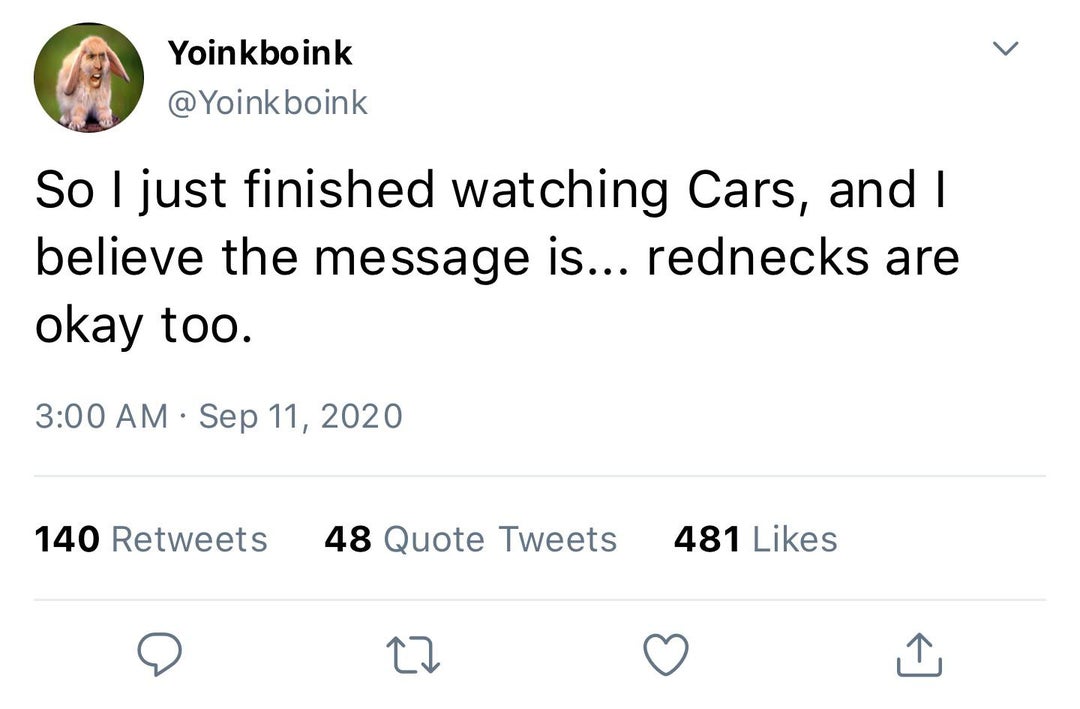 Yoinkboink
@Yoinkboink
So I just finished watching Cars, and I
believe the message is... rednecks are
okay too.
3:00 AM · Sep 11, 2020
140 Retweets 48 Quote Tweets 481 Likes